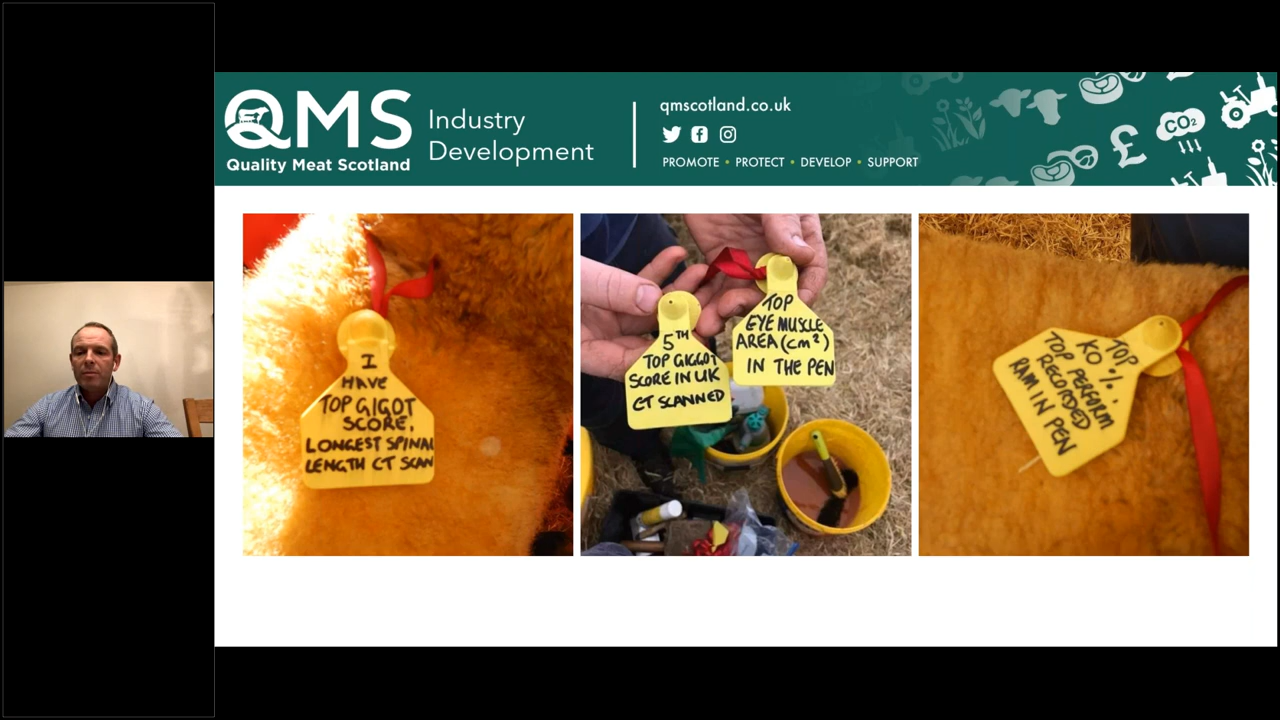 QMS
Quality Meat Scotland
Industry
Development
qmscotland.co.uk
PROMOTE • PROTECT • DEVELOP • SUPPORT
£
CO2
I
HAVE
TOP GIGOT
SCORE,
LONGEST SPINAL
LENGTH CT SCAN
5TH
TOP GIGGOT
SCORE IN UK
CT SCANNED
TOP
EYE MUSCLE
AREA (cm²)
IN THE PEN
TOP
KO %.
TOP PERFORM
RECORDED
RAM IN PEN